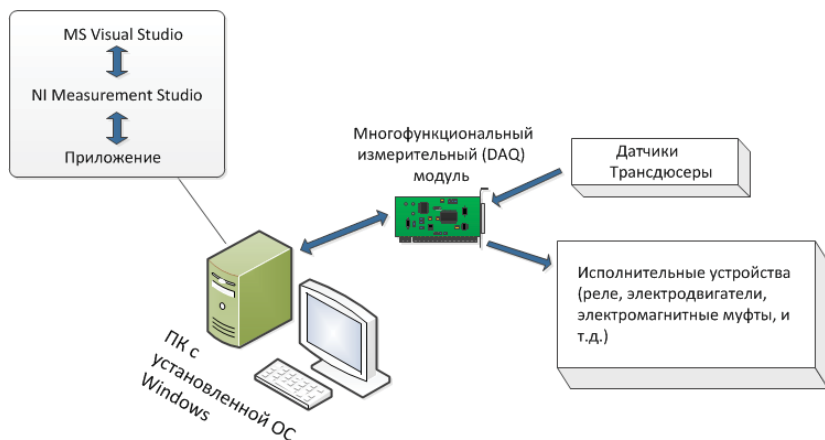 MS Visual Studio
NI Measurement Studio
Приложение
Многофункциональный
измерительный (DAQ)
модуль
Датчики
Трансдюсеры
Исполнительные устройства
(реле, электродвигатели,
электромагнитные муфты, и
т.д.)
ПК с
установленной ОС
Windows